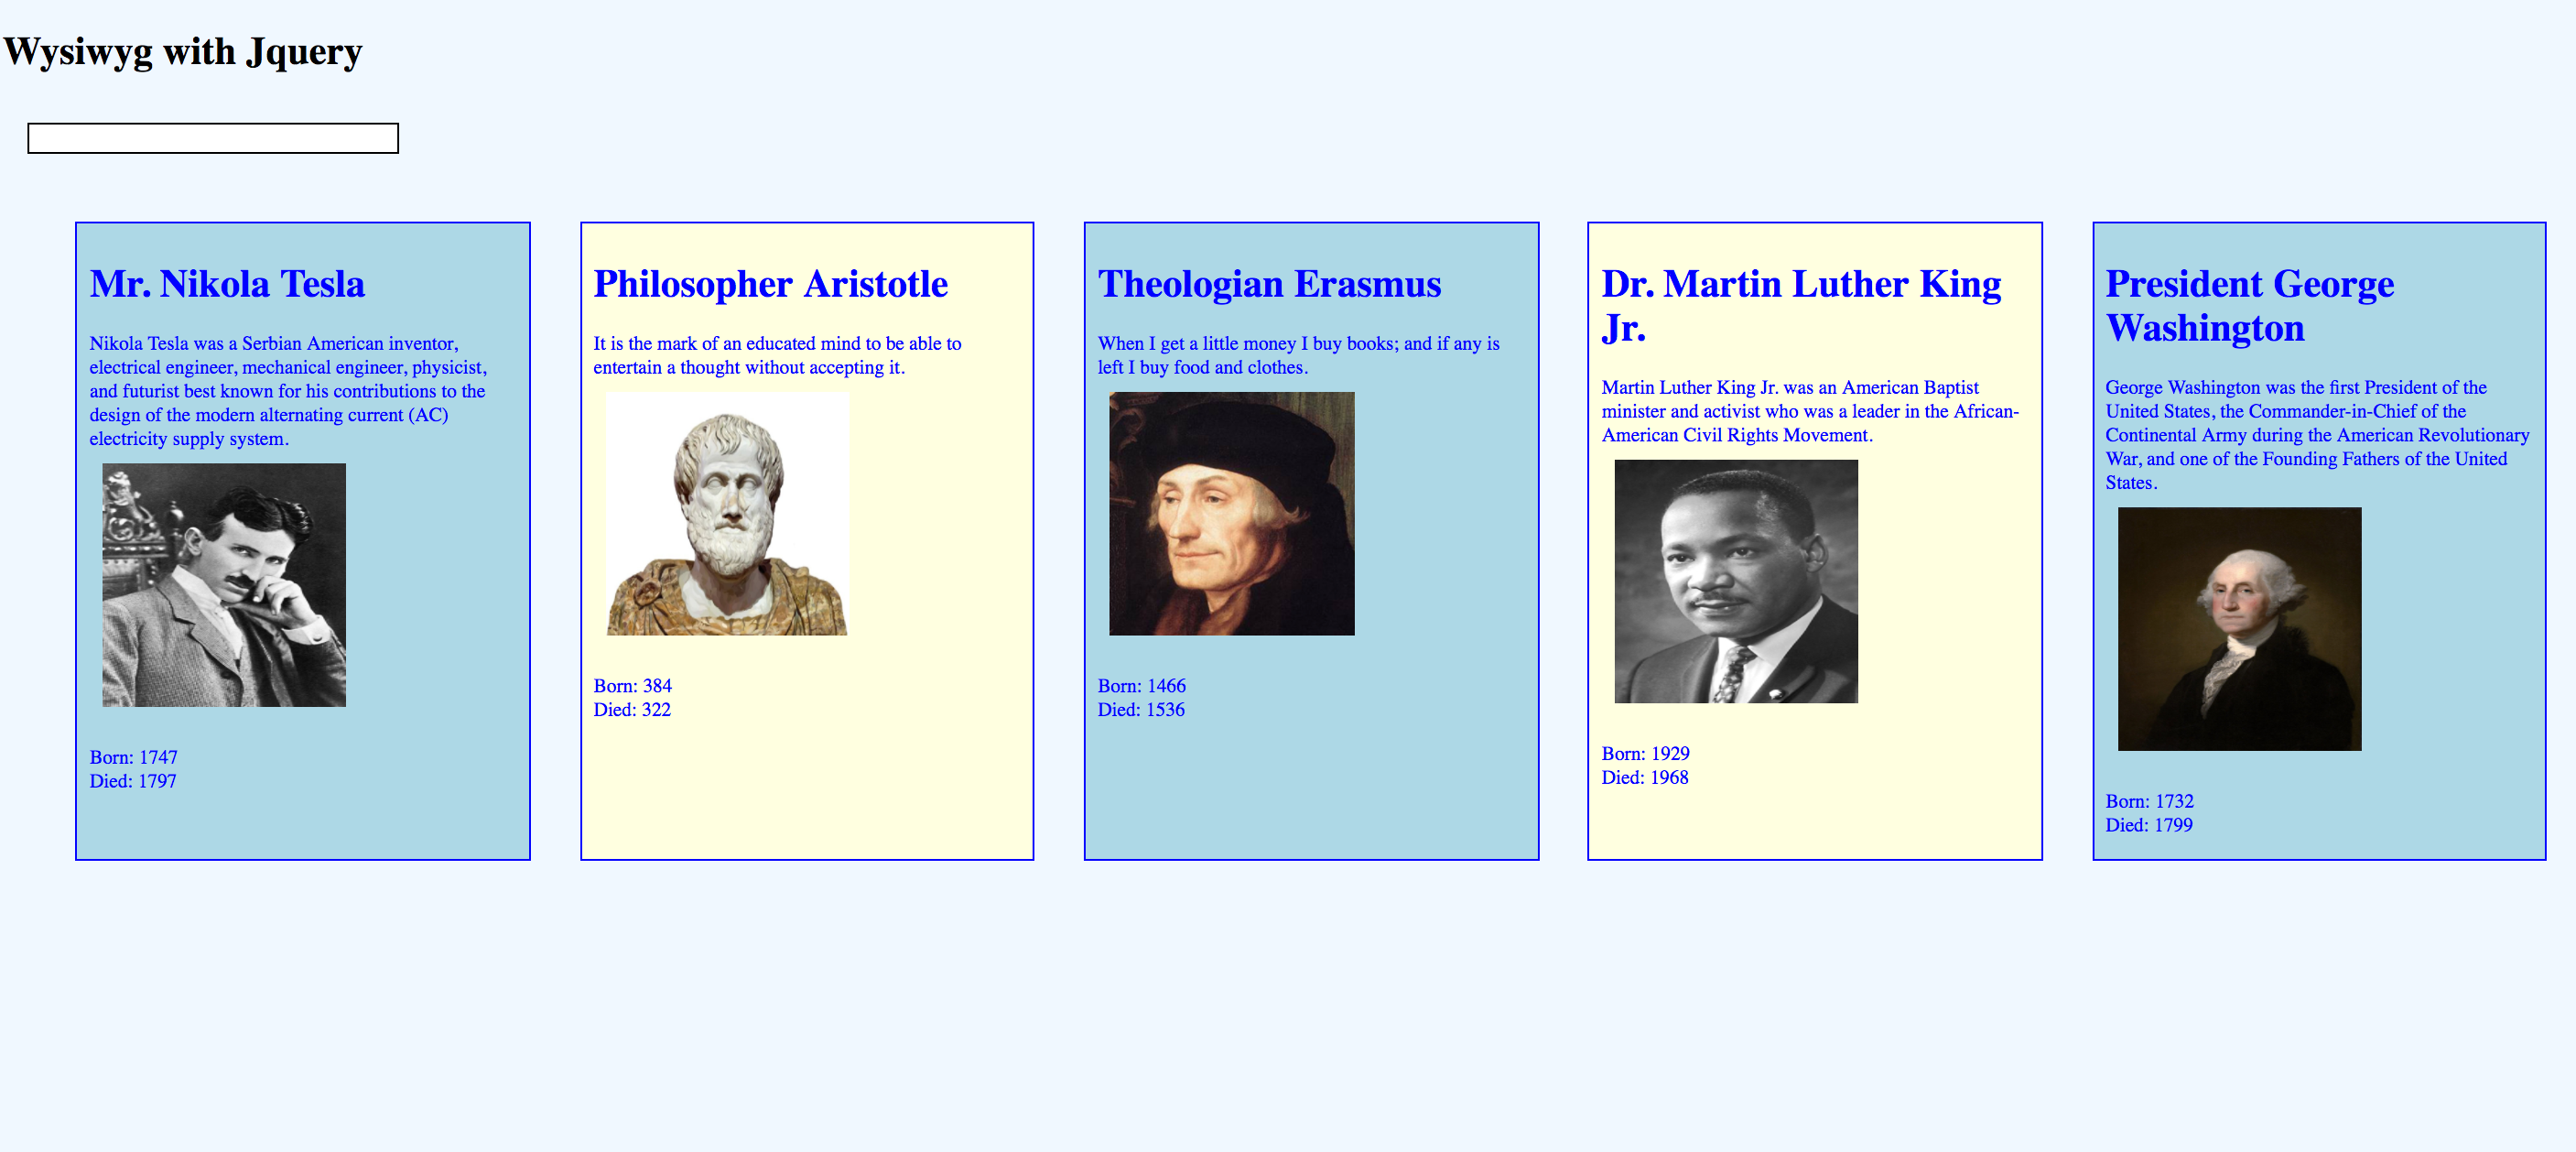 Wysiwyg with Jquery
Mr. Nikola Tesla
Nikola Tesla was a Serbian American inventor,
electrical engineer, mechanical engineer, physicist,
and futurist best known for his contributions to the
design of the modern alternating current (AC)
electricity supply system.
Born: 1747
Died: 1797
Philosopher Aristotle
It is the mark of an educated mind to be able to
entertain a thought without accepting it.
Born: 384
Died: 322
Theologian Erasmus
When I get a little money I buy books; and if any is
left I buy food and clothes.
Born: 1466
Died: 1536
Dr. Martin Luther King
Jr.
Martin Luther King Jr. was an American Baptist
minister and activist who was a leader in the African-
American Civil Rights Movement.
Born: 1929
Died: 1968
President George
Washington
George Washington was the first President of the
United States, the Commander-in-Chief of the
Continental Army during the American Revolutionary
War, and one of the Founding Fathers of the United
States.
Born: 1732
Died: 1799